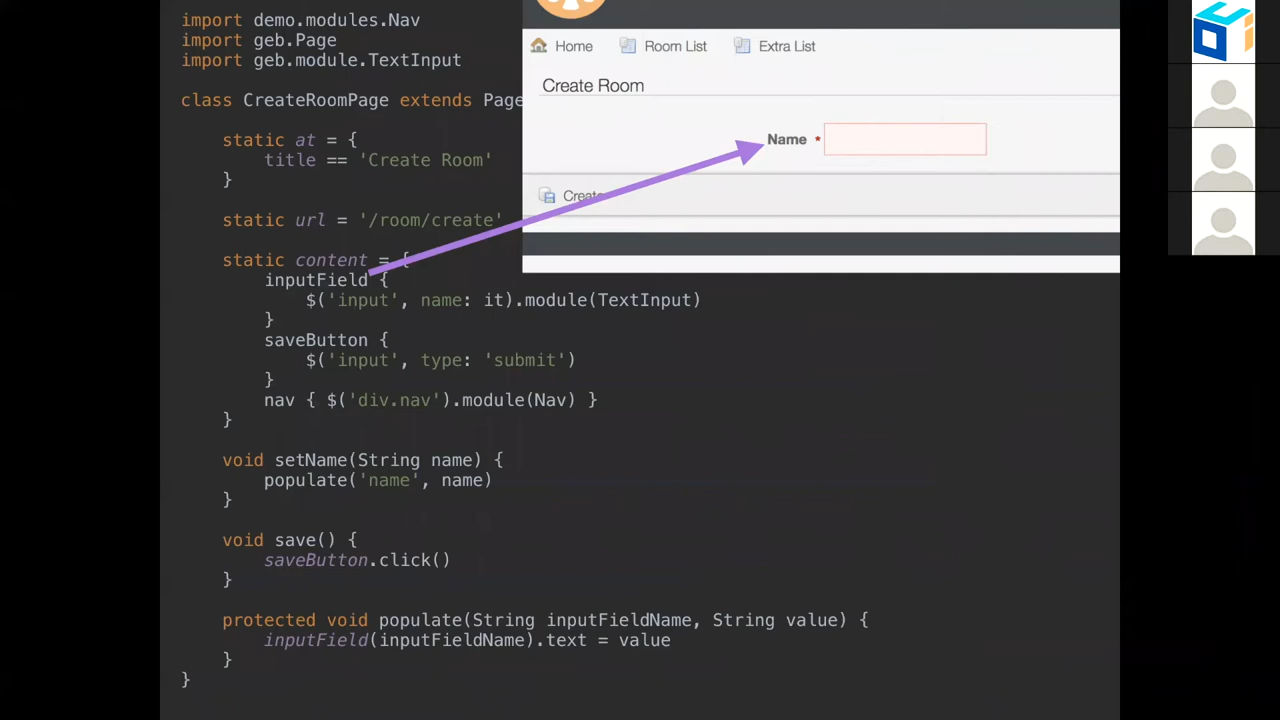 import demo.modules.Nav
import geb.Page
import geb.module.TextInput
class CreateRoomPage extends Page
static at = {
title == 'Create Room'
}
static url = '/room/create'
static content = {
inputField {
$('input', name: it).module(TextInput)
}
saveButton {
$('input', type: 'submit')
}
nav { $('div.nav').module(Nav) }
}
void setName(String name) {
populate('name', name)
}
void save() {
saveButton.click()
}
protected void populate(String inputFieldName, String value) {
inputField(inputFieldName).text = value
}
}
Home Room List Extra List
Create Room
Name *
Create